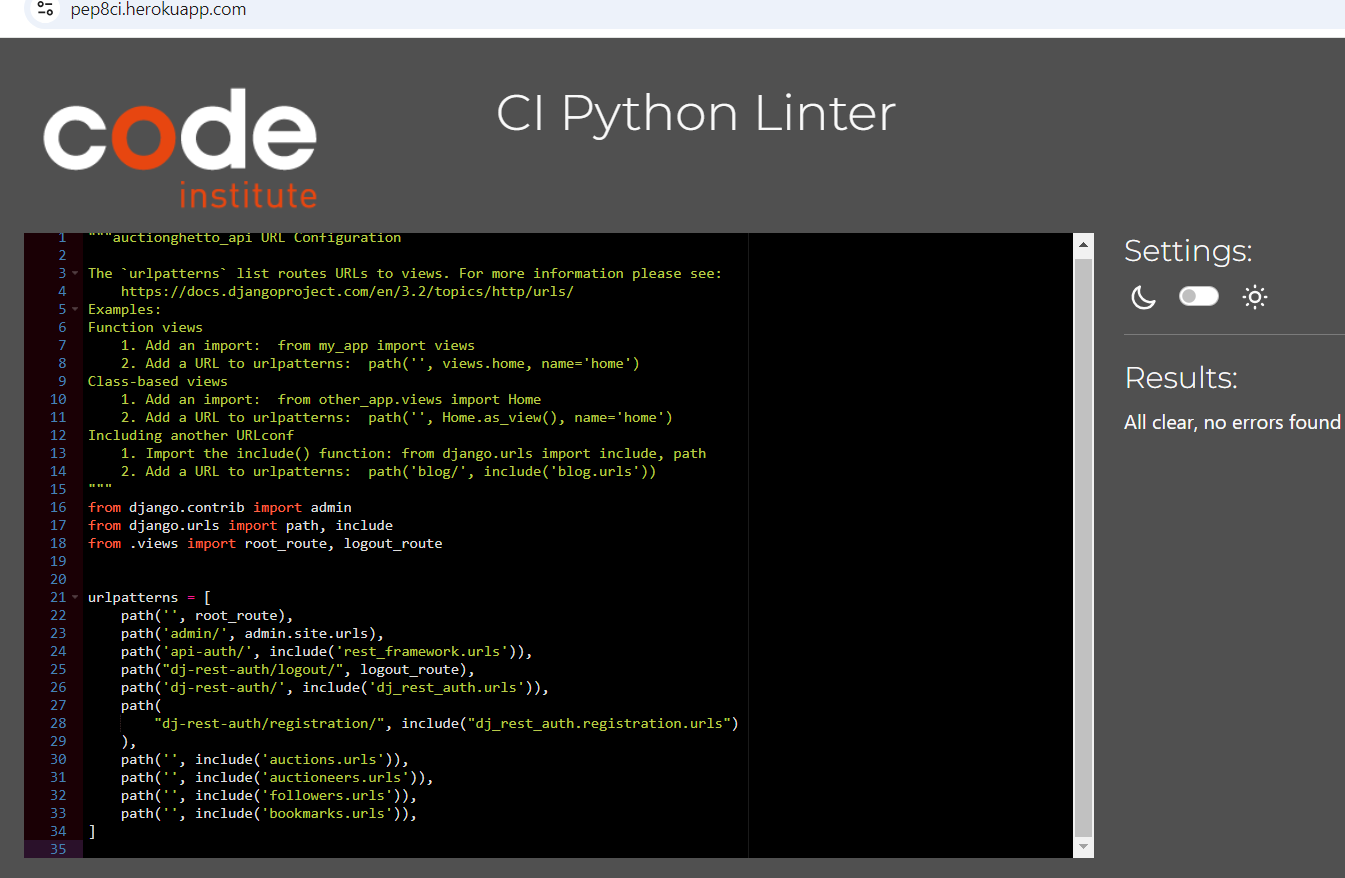 pep8ci.herokuapp.com
code
institute
CI Python Linter
1 """auctionghetto_api URL Configuration
2
3 The `urlpatterns` list routes URLs to views. For more information please see:
4     https://docs.djangoproject.com/en/3.2/topics/http/urls/
5 Examples:
6 Function views
7     1. Add an import:  from my_app import views
8     2. Add a URL to urlpatterns:  path('', views.home, name='home')
9 Class-based views
10     1. Add an import:  from other_app.views import Home
11     2. Add a URL to urlpatterns:  path('', Home.as_view(), name='home')
12 Including another URLconf
13     1. Import the include() function: from django.urls import include, path
14     2. Add a URL to urlpatterns:  path('blog/', include('blog.urls'))
15 """
16 from django.contrib import admin
17 from django.urls import path, include
18 from .views import root_route, logout_route
19
20
21 urlpatterns = [
22     path('', root_route),
23     path('admin/', admin.site.urls),
24     path('api-auth/', include('rest_framework.urls')),
25     path("dj-rest-auth/logout/", logout_route),
26     path('dj-rest-auth/', include('dj_rest_auth.urls')),
27     path(
28         "dj-rest-auth/registration/", include("dj_rest_auth.registration.urls")
29     ),
30     path('', include('auctions.urls')),
31     path('', include('auctioneers.urls')),
32     path('', include('followers.urls')),
33     path('', include('bookmarks.urls')),
34 ]
35
Settings:
Results:
All clear, no errors found